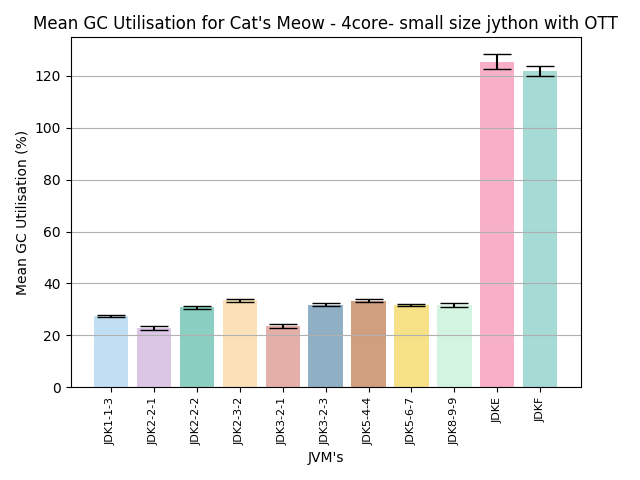 Mean GC Utilisation for Cat's Meow - 4core- small size jython with OTT
Mean GC Utilisation (%)
120
100
80
60
40
20
0
JDK1-1-3
JDK2-2-1
JDK2-2-2
JDK2-3-2
JDK3-2-1
JDK3-2-3
JDK5-4-4
JDK5-6-7
JDK8-9-9
JDKE
JDKF
JVM's